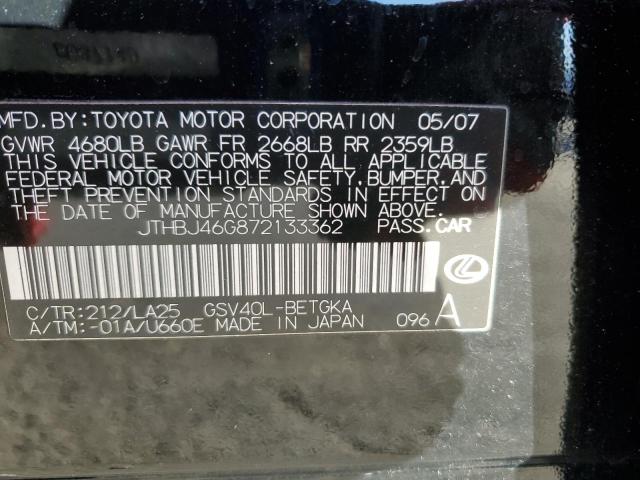 MFD. BY: TOYOTA MOTOR CORPORATION 05/07
GVWR 4680LB GAWR FR 2668LB RR 2359LB
THIS VEHICLE CONFORMS TO ALL APPLICABLE
FEDERAL MOTOR VEHICLE SAFETY, BUMPER, AND
THEFT PREVENTION STANDARDS IN EFFECT ON
THE DATE OF MANUFACTURE SHOWN ABOVE.
JTHBJ46G872133362 PASS. CAR
C/TR: 212/LA25 GSV40L-BETGKA
A/TM: -01A/U660E MADE IN JAPAN 096 A